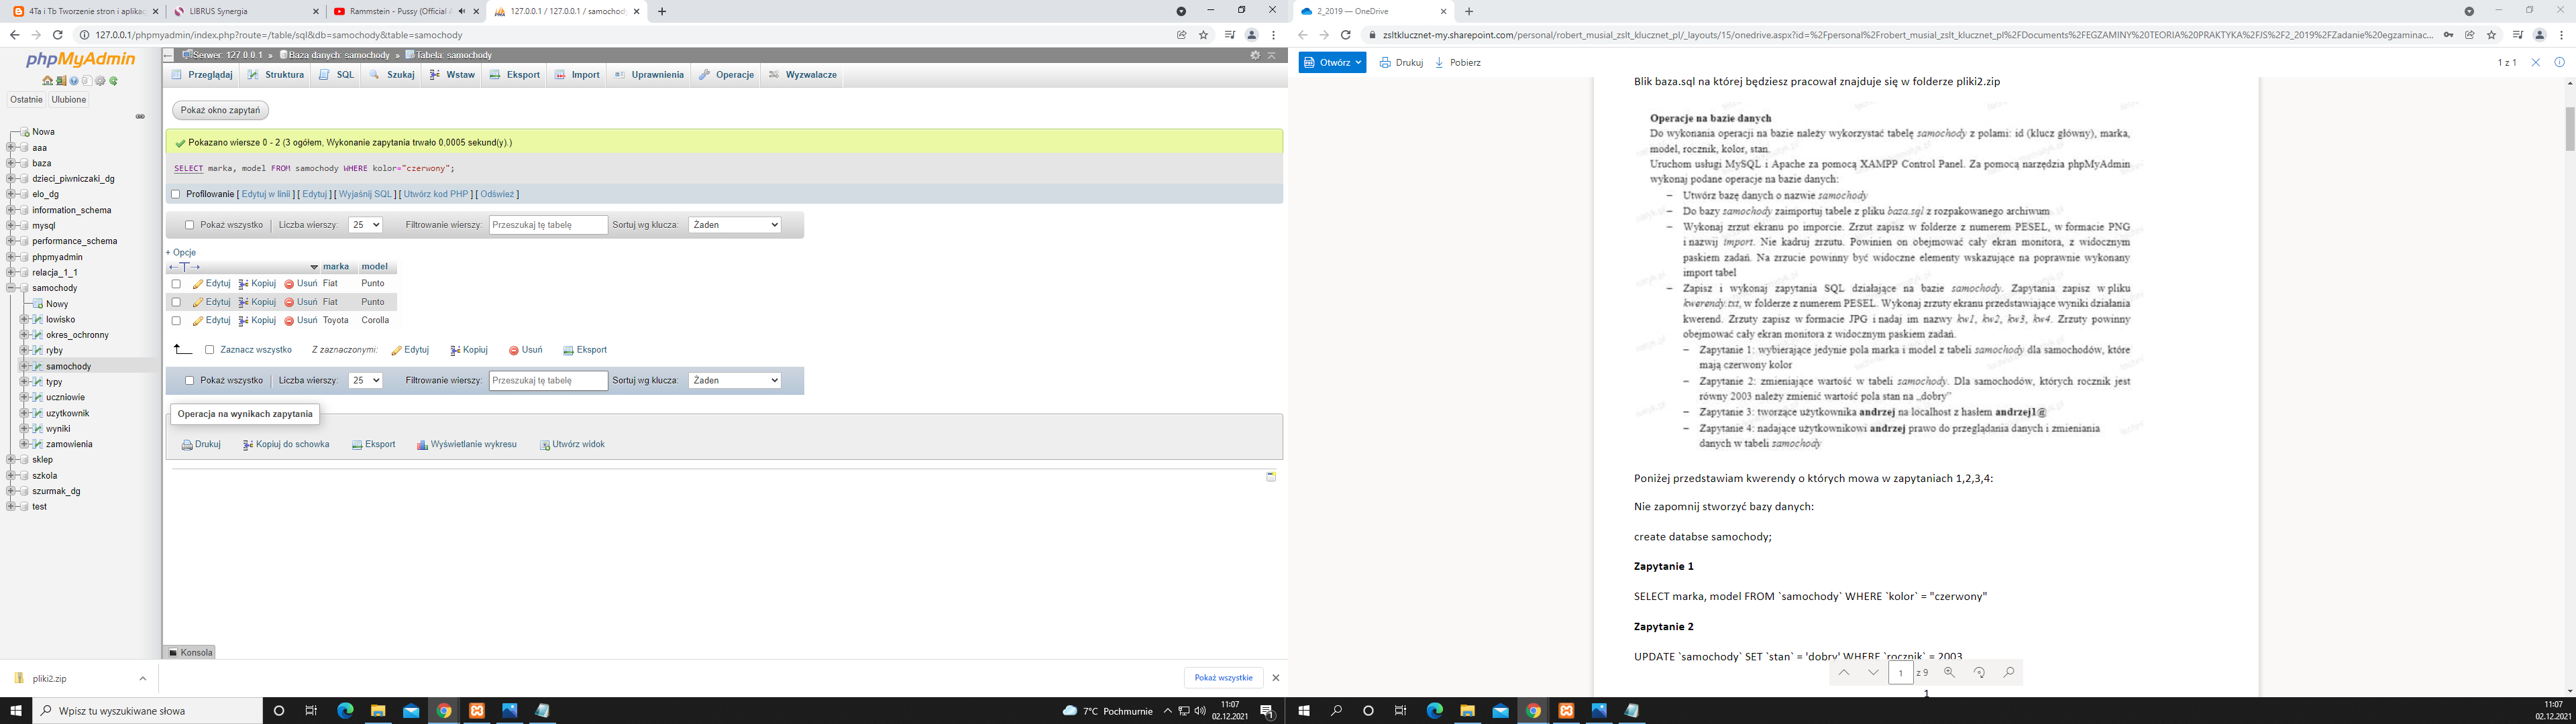 4Ta i Tb Tworzenie stron i aplikac
LIBRUS Synergia
Rammstein - Pussy (Official
127.0.0.1 / 127.0.0.1 / samochod
127.0.0.1/phpmyadmin/index.php?route=/table/sql&db=samochody&table=samochody
phpMyAdmin
Ostatnie
Ulubione
Nowa
aaa
baza
dzieci_piwniczaki_dg
elo_dg
information_schema
mysql
performance_schema
phpmyadmin
relacja_1_1
samochody
Nowy
lowisko
okres_ochronny
ryby
samochody
typy
uczniowie
uzytkownik
wyniki
zamowienia
sklep
szkola
szurmak_dg
test
Serwer: 127.0.0.1 » Baza danych: samochody » Tabela: samochody
Przeglądaj Struktura SQL Szukaj Wstaw Eksport Import Uprawnienia Operacje Wyzwalacze
Pokaż okno zapytań
Pokazano wiersze 0 - 2 (3 ogółem, Wykonanie zapytania trwało 0,0005 sekund(y).)
SELECT marka, model FROM samochody WHERE kolor="czerwony";
Profilowanie [ Edytuj w linii ] [ Edytuj ] [ Wyjaśnij SQL ] [ Utwórz kod PHP ] [ Odśwież ]
Pokaż wszystko | Liczba wierszy: 25 Filtrowanie wierszy: Przeszukaj tę tabelę Sortuj wg klucza: Żaden
+ Opcje
←T→ marka model
Edytuj Kopiuj Usuń Fiat Punto
Edytuj Kopiuj Usuń Fiat Punto
Edytuj Kopiuj Usuń Toyota Corolla
Zaznacz wszystko Z zaznaczonymi: Edytuj Kopiuj Usuń Eksport
Pokaż wszystko | Liczba wierszy: 25 Filtrowanie wierszy: Przeszukaj tę tabelę Sortuj wg klucza: Żaden
Operacja na wynikach zapytania
Drukuj Kopiuj do schowka Eksport Wyświetlanie wykresu Utwórz widok
Konsola
pliki2.zip
Pokaż wszystkie
Wpisz tu wyszukiwane słowa
7°C Pochmurnie
11:07
02.12.2021
1
2_2019 — OneDrive
zsltklucznet-my.sharepoint.com/personal/robert_musial_zslt_klucznet_pl/_layouts/15/onedrive.aspx?id=%2Fpersonal%2Frobert_musial_zslt_klucznet_pl%2FDocuments%2FEGZAMINY%20TEORIA%20PRAKTYKA%2FJS%2F2_2019%2FZadanie%20egzaminac...
Otwórz
Drukuj
Pobierz
1 z 1
Blik baza.sql na której będziesz pracował znajduje się w folderze pliki2.zip
Operacje na bazie danych
Do wykonania operacji na bazie należy wykorzystać tabelę samochody z polami: id (klucz główny), marka,
model, rocznik, kolor, stan.
Uruchom usługi MySQL i Apache za pomocą XAMPP Control Panel. Za pomocą narzędzia phpMyAdmin
wykonaj podane operacje na bazie danych:
− Utwórz bazę danych o nazwie samochody
− Do bazy samochody zaimportuj tabele z pliku baza.sql z rozpakowanego archiwum
− Wykonaj zrzut ekranu po imporcie. Zrzut zapisz w folderze z numerem PESEL, w formacie PNG
i nazwij import. Nie kadruj zrzutu. Powinien on obejmować cały ekran monitora, z widocznym
paskiem zadań. Na zrzucie powinny być widoczne elementy wskazujące na poprawnie wykonany
import tabel
− Zapisz i wykonaj zapytania SQL działające na bazie samochody. Zapytania zapisz w pliku
kwerendy.txt, w folderze z numerem PESEL. Wykonaj zrzuty ekranu przedstawiające wyniki działania
kwerend. Zrzuty zapisz w formacie JPG i nadaj im nazwy kw1, kw2, kw3, kw4. Zrzuty powinny
obejmować cały ekran monitora z widocznym paskiem zadań.
− Zapytanie 1: wybierające jedynie pola marka i model z tabeli samochody dla samochodów, które
mają czerwony kolor
− Zapytanie 2: zmieniające wartość w tabeli samochody. Dla samochodów, których rocznik jest
równy 2003 należy zmienić wartość pola stan na „dobry”
− Zapytanie 3: tworzące użytkownika andrzej na localhost z hasłem andrzej1@
− Zapytanie 4: nadające użytkownikowi andrzej prawo do przeglądania danych i zmieniania
danych w tabeli samochody
Poniżej przedstawiam kwerendy o których mowa w zapytaniach 1,2,3,4:
Nie zapomnij stworzyć bazy danych:
create databse samochody;
Zapytanie 1
SELECT marka, model FROM `samochody` WHERE `kolor` = "czerwony"
Zapytanie 2
UPDATE `samochody` SET `stan` = 'dobry' WHERE `rocznik` = 2003
1 z 9
1
11:07
02.12.2021